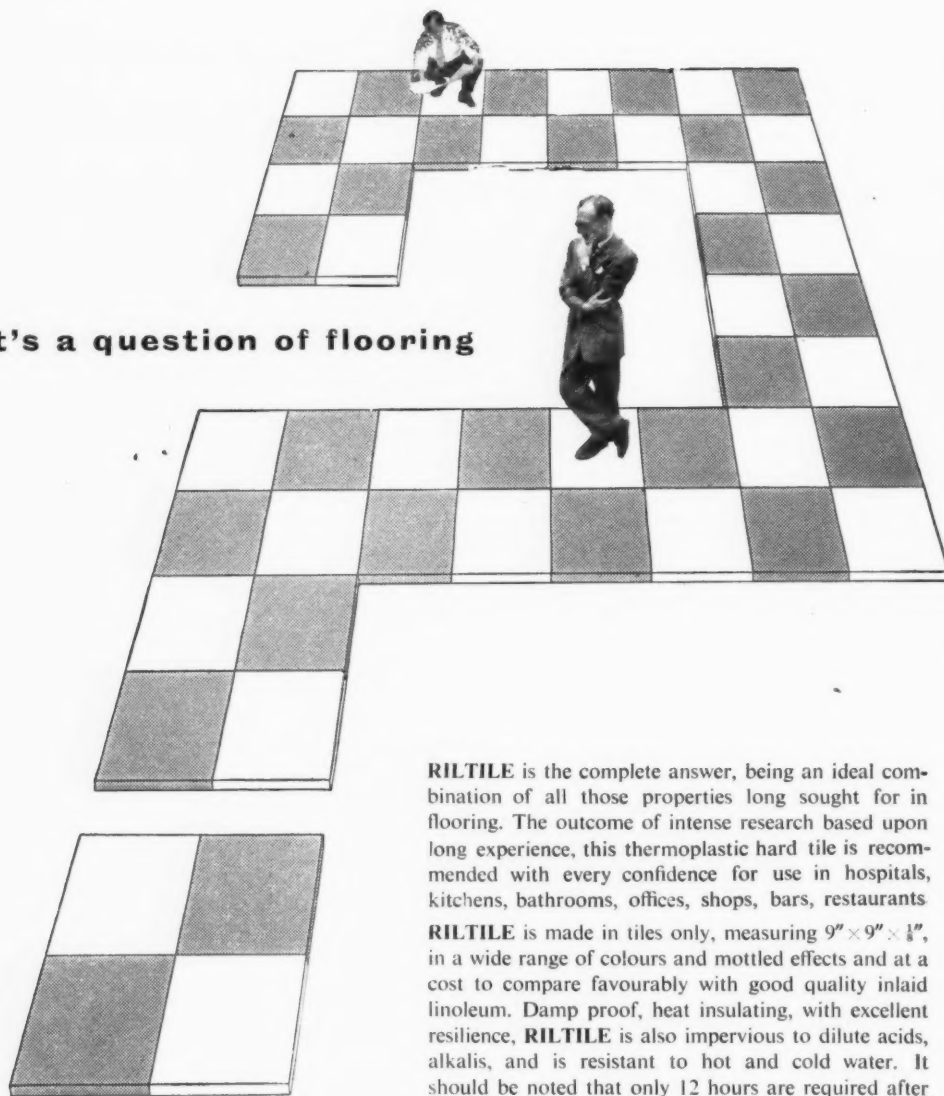 t's a question of flooring
RILTILE is the complete answer, being an ideal com-
bination of all those properties long sought for in
flooring. The outcome of intense research based upon
long experience, this thermoplastic hard tile is recom-
mended with every confidence for use in hospitals,
kitchens, bathrooms, offices, shops, bars, restaurants
RILTILE is made in tiles only, measuring 9″ × 9″ × ⅛″,
in a wide range of colours and mottled effects and at a
cost to compare favourably with good quality inlaid
linoleum. Damp proof, heat insulating, with excellent
resilience, RILTILE is also impervious to dilute acids,
alkalis, and is resistant to hot and cold water. It
should be noted that only 12 hours are required after